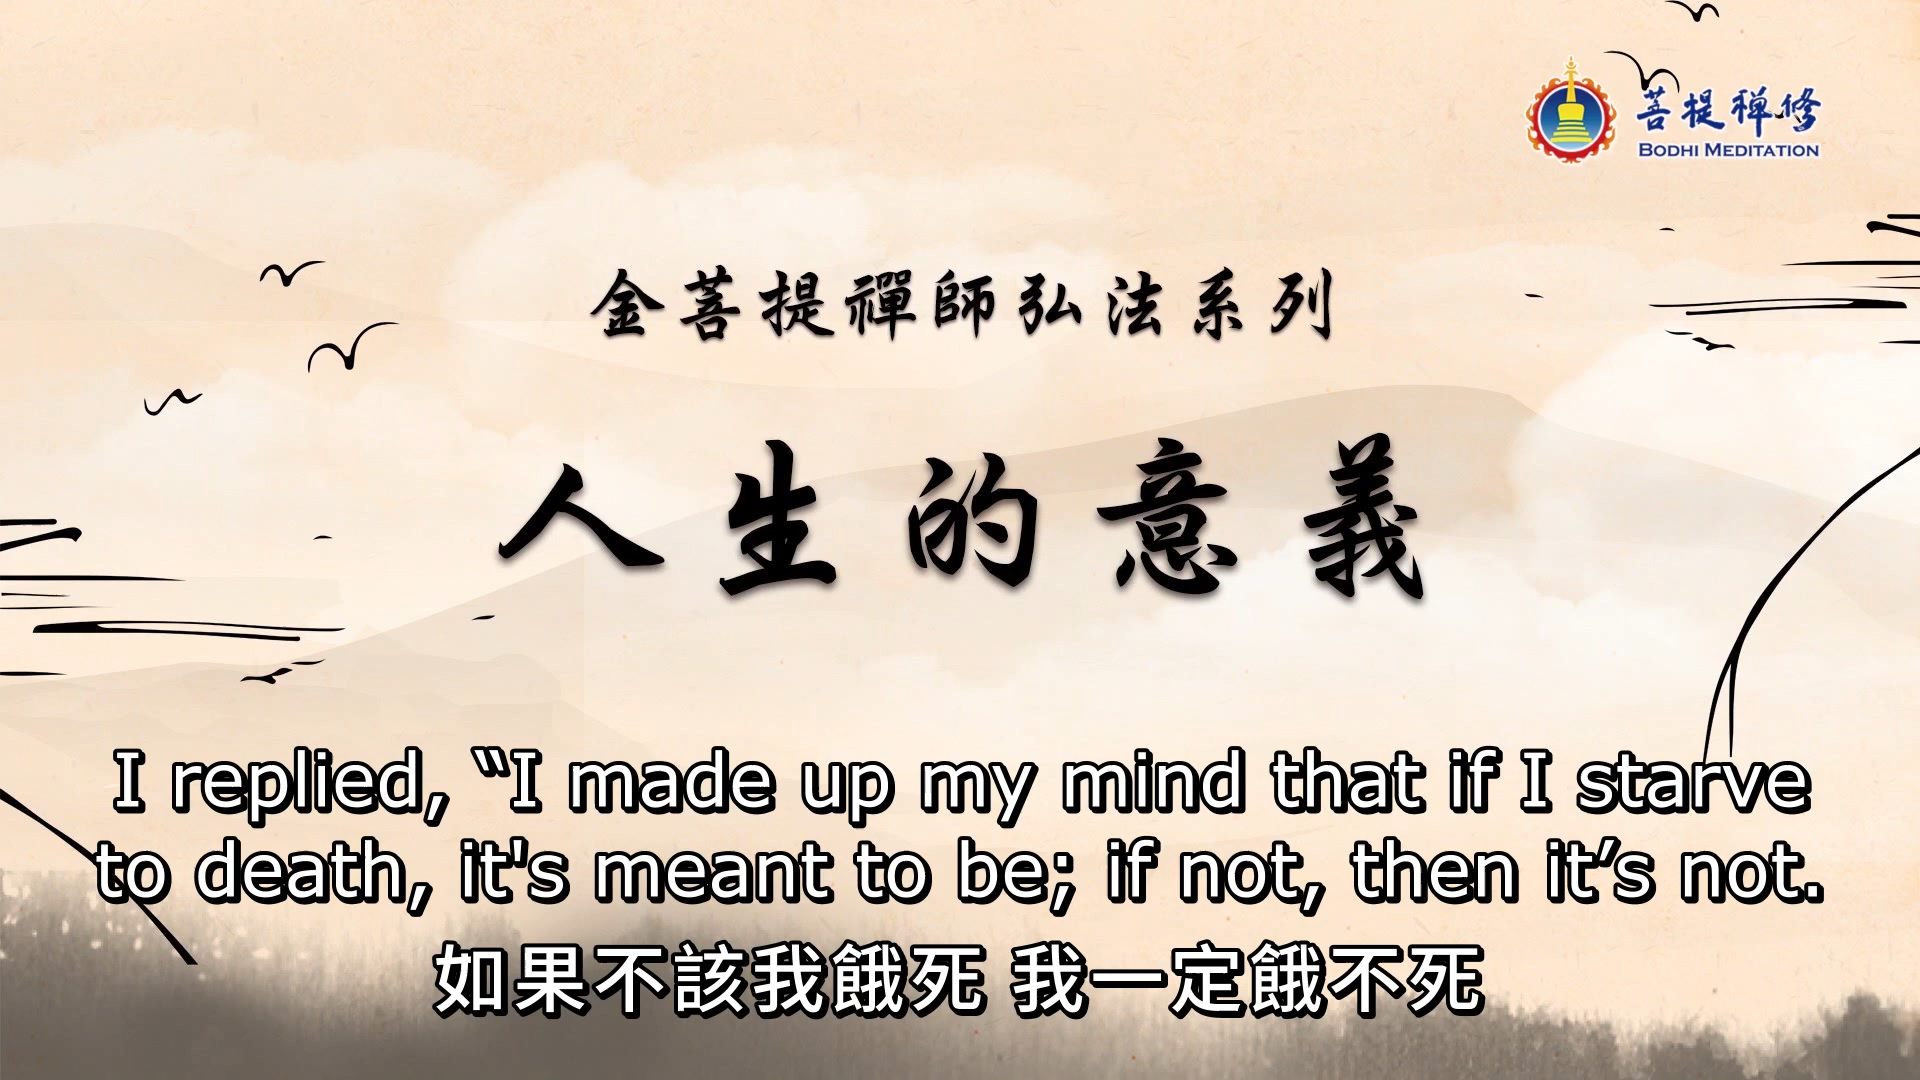 菩提禪修
BODHI MEDITATION
金菩提禪師弘法系列
人生的意義
I replied, “I made up my mind that if I starve
to death, it's meant to be; if not, then it’s not.
如果不該我餓死 我一定餓不死